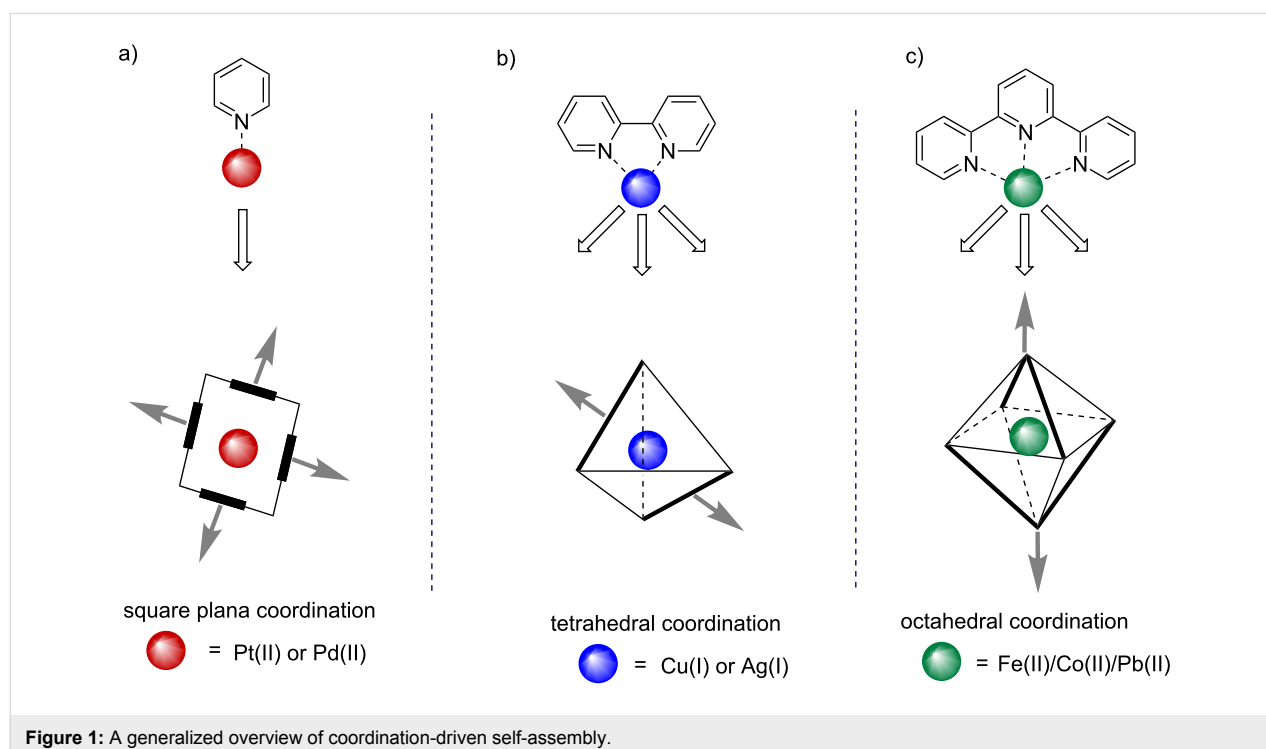 a)
N
square plana coordination
= Pt(II) or Pd(II)
b)
N N
tetrahedral coordination
= Cu(I) or Ag(I)
c)
N N N
octahedral coordination
= Fe(II)/Co(II)/Pb(II)
Figure 1: A generalized overview of coordination-driven self-assembly.